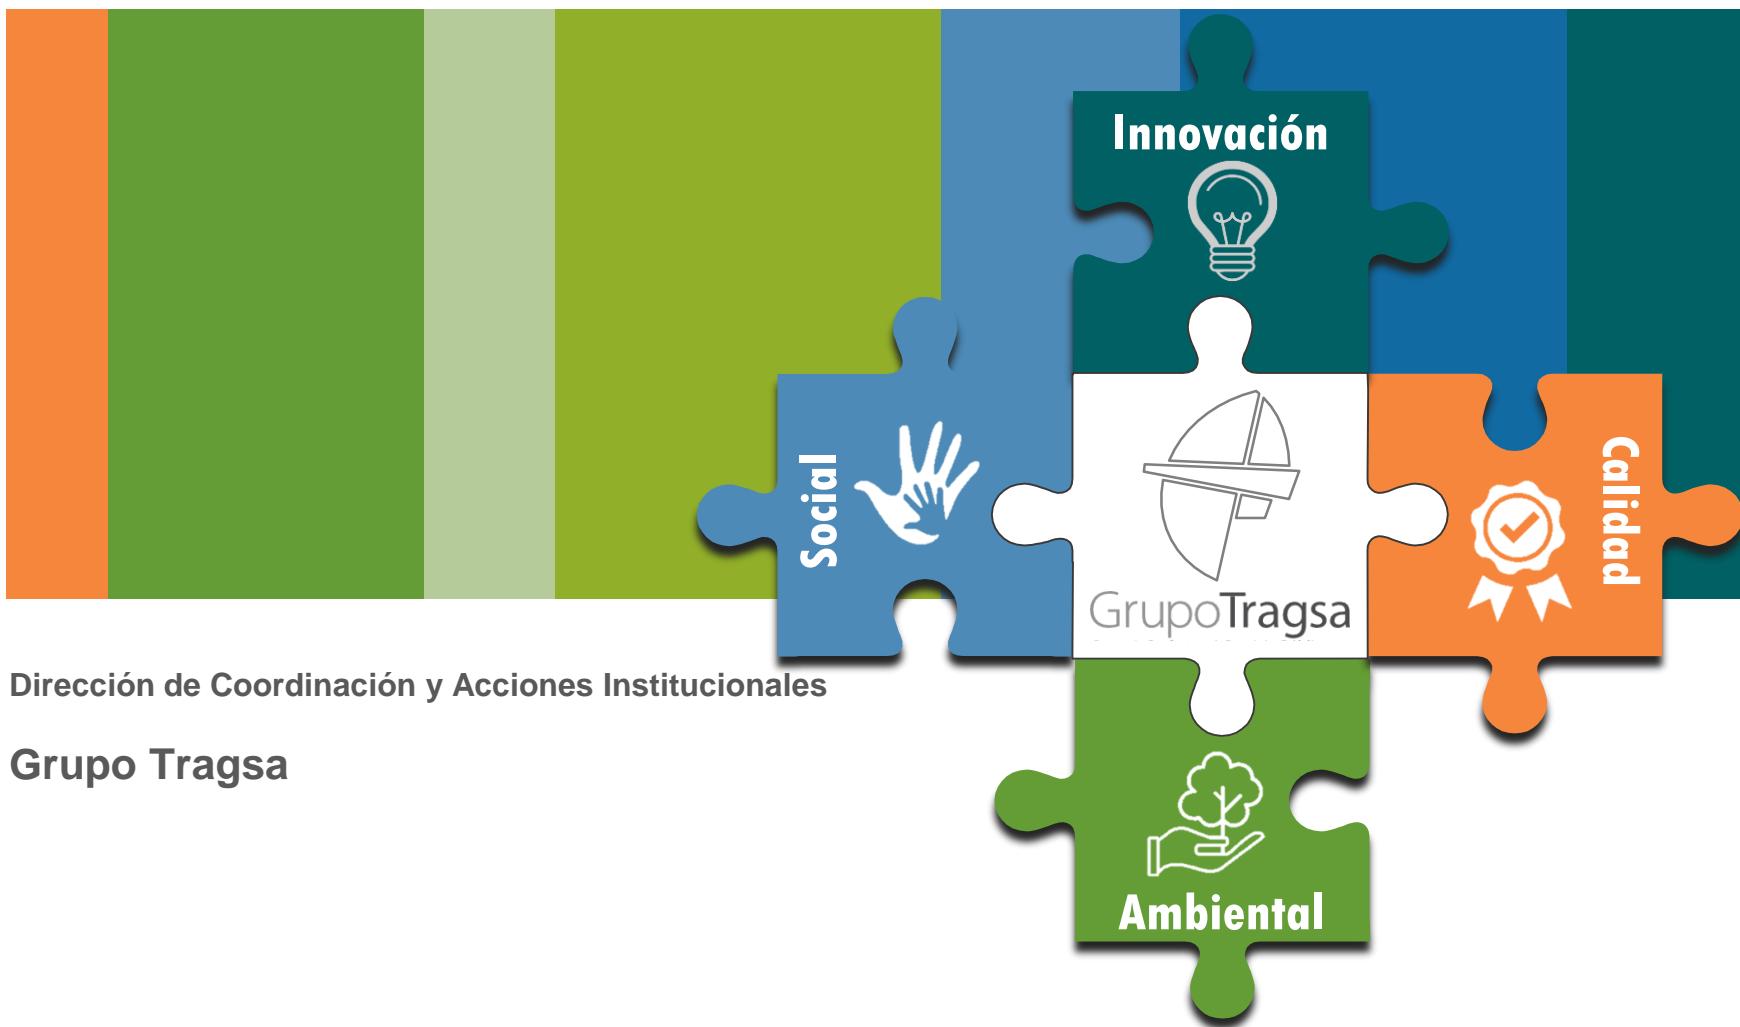 Innovación
Social
Calidad
GrupoTragsa
Dirección de Coordinación y Acciones Institucionales
Grupo Tragsa
Ambiental